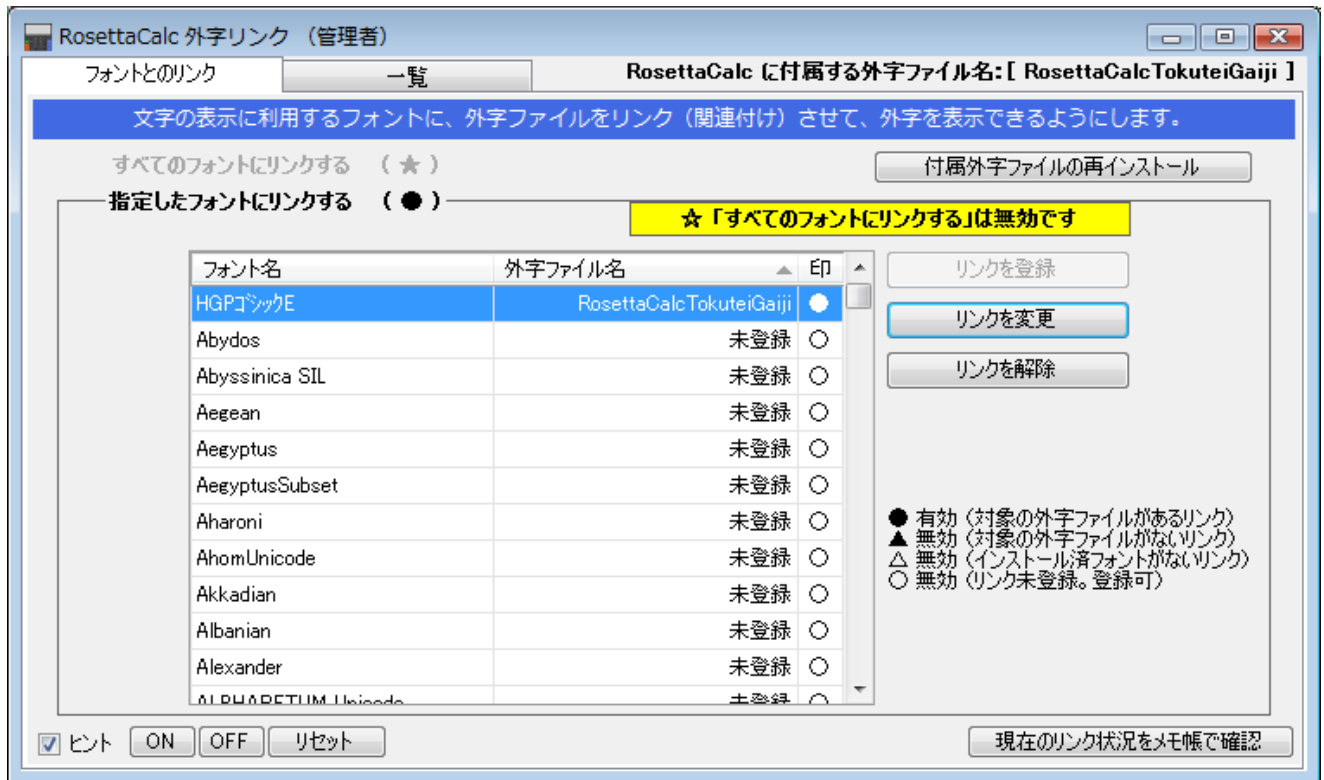 RosettaCalc 外字リンク （管理者）
フォントとのリンク 一覧 RosettaCalc に付属する外字ファイル名：[ RosettaCalcTokuteiGaiji ]
文字の表示に利用するフォントに、外字ファイルをリンク（関連付け）させて、外字を表示できるようにします。
すべてのフォントにリンクする （ ★ ） 付属外字ファイルの再インストール
指定したフォントにリンクする （ ● ）
☆「すべてのフォントにリンクする」は無効です
フォント名 外字ファイル名 印 リンクを登録
HGPｺﾞｼｯｸE RosettaCalcTokuteiGaiji ● リンクを変更
Abydos 未登録 ○
Abyssinica SIL 未登録 ○ リンクを解除
Aegean 未登録 ○
Aegyptus 未登録 ○
AegyptusSubset 未登録 ○
Aharoni 未登録 ○
AhomUnicode 未登録 ○
Akkadian 未登録 ○
Albanian 未登録 ○
Alexander 未登録 ○
ALPHABETUM Unicode 未登録 ○
● 有効（対象の外字ファイルがあるリンク）
▲ 無効（対象の外字ファイルがないリンク）
△ 無効（インストール済フォントがないリンク）
○ 無効（リンク未登録。登録可）
ヒント ON OFF リセット 現在のリンク状況をメモ帳で確認